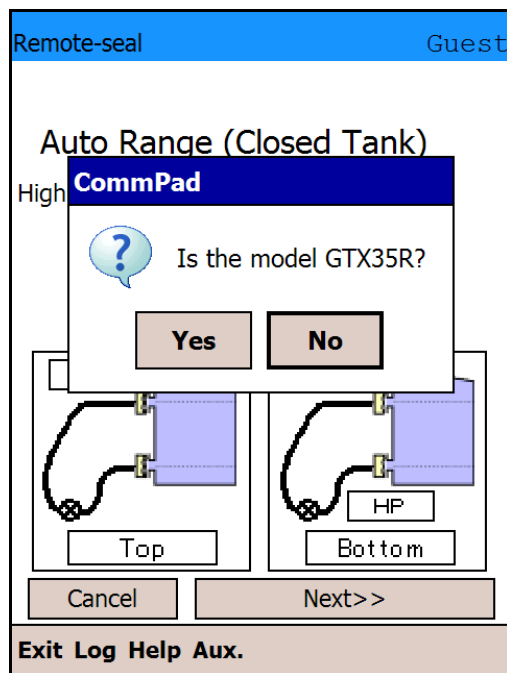 Remote-seal Guest
Auto Range (Closed Tank)
High
CommPad
Is the model GTX35R?
Yes No
HP
Top Bottom
Cancel Next>>
Exit Log Help Aux.